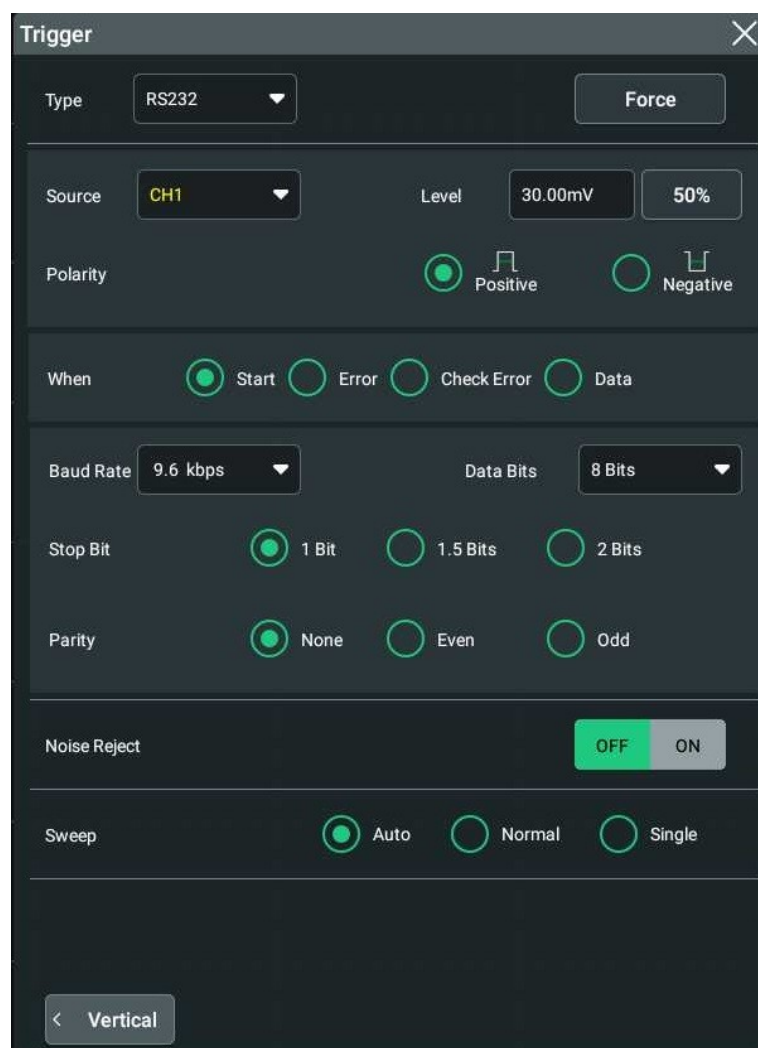 Trigger
Type RS232 Force
Source CH1 Level 30.00mV 50%
Polarity Positive Negative
When Start Error Check Error Data
Baud Rate 9.6 kbps Data Bits 8 Bits
Stop Bit 1 Bit 1.5 Bits 2 Bits
Parity None Even Odd
Noise Reject OFF ON
Sweep Auto Normal Single
Vertical